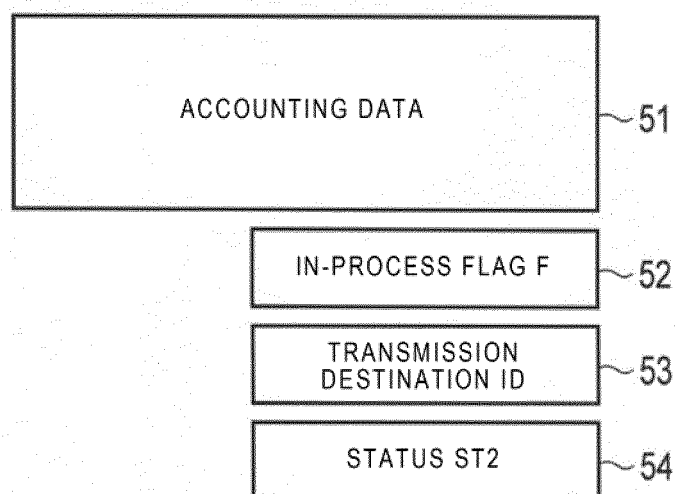 ACCOUNTING DATA
51
IN-PROCESS FLAG F
52
TRANSMISSION
DESTINATION ID
53
STATUS ST2
54